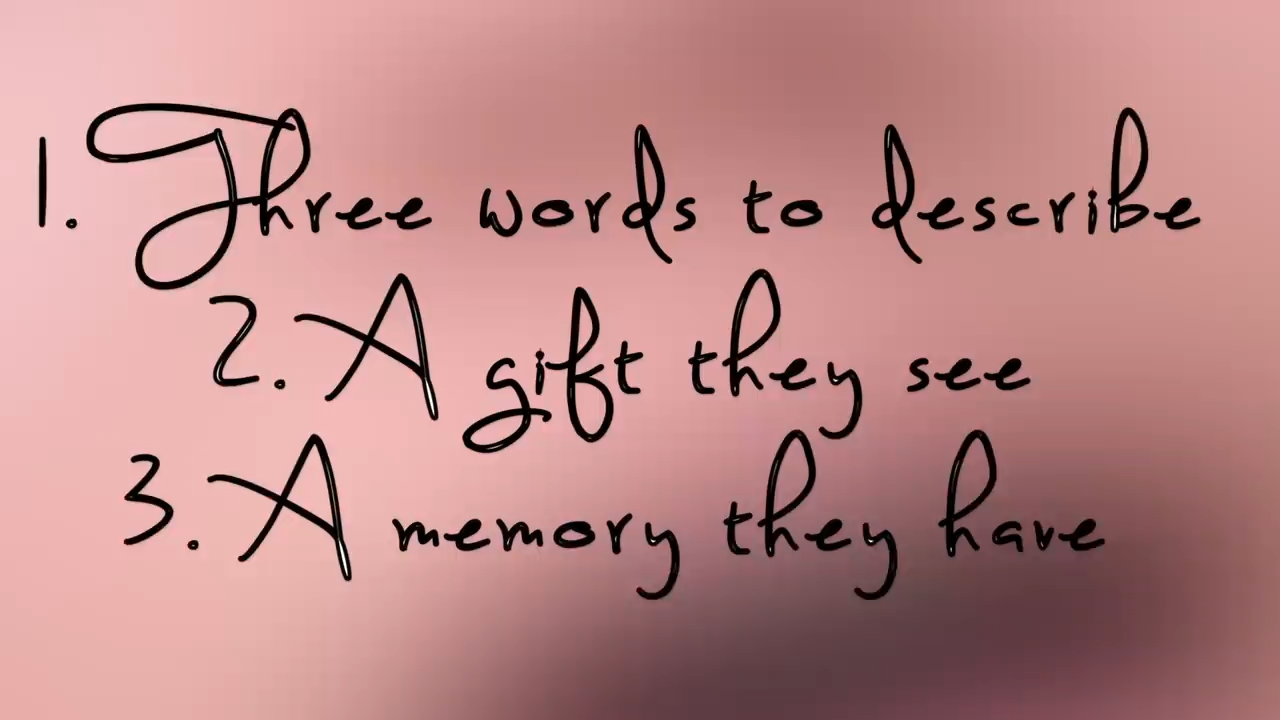 1. Three words to describe
2. A gift they see
3. A memory they have